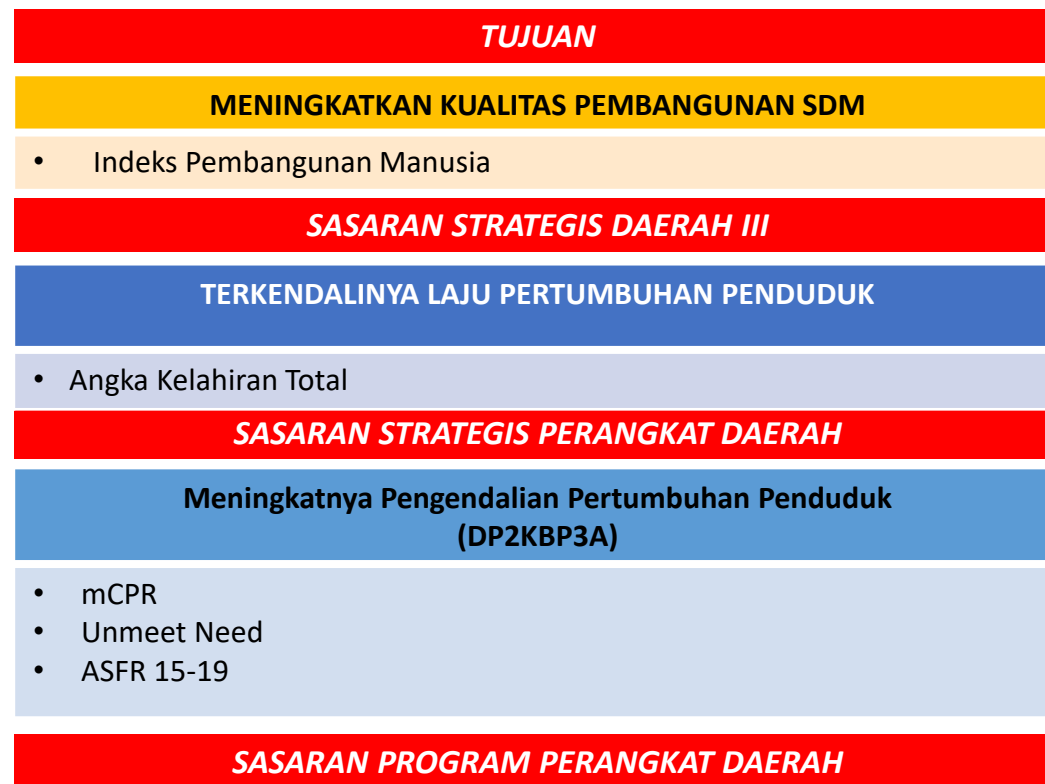 TUJUAN
MENINGKATKAN KUALITAS PEMBANGUNAN SDM
• Indeks Pembangunan Manusia
SASARAN STRATEGIS DAERAH III
TERKENDALINYA LAJU PERTUMBUHAN PENDUDUK
• Angka Kelahiran Total
SASARAN STRATEGIS PERANGKAT DAERAH
Meningkatnya Pengendalian Pertumbuhan Penduduk
(DP2KBP3A)
• mCPR
• Unmeet Need
• ASFR 15-19
SASARAN PROGRAM PERANGKAT DAERAH